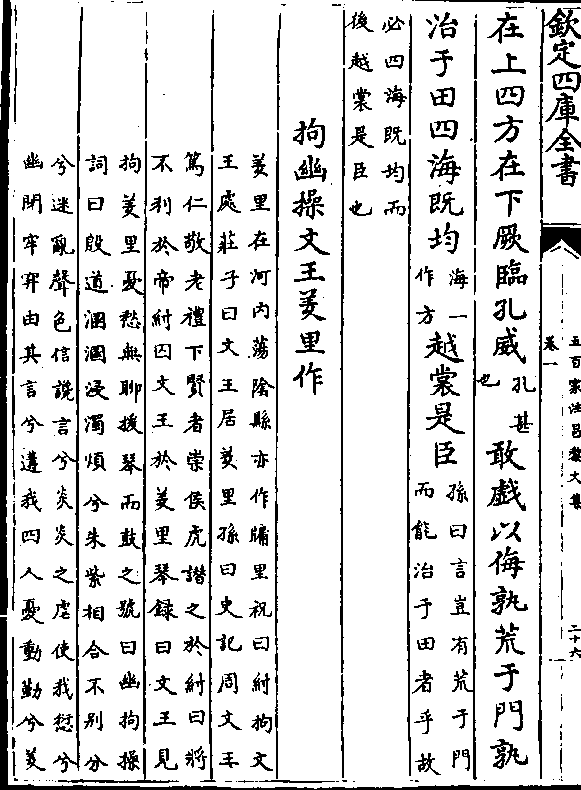 欽定四庫全書
五百家注昌黎文集
卷一
二十六
在上四方在下厥臨孔威
孔甚
也
敢戲以侮孰荒于門孰
治于田四海既均
海一
作方
越裳是臣
孫曰言豈有荒于門
而能治于田者乎故
必四海既均而
後越裳是臣也
拘幽操文王羑里作
羑里在河内蕩隂縣亦作牖里祝曰紂拘文
王處莊子曰文王居羑里孫曰史記周文王
篤仁敬老禮下賢者崇侯虎譖之於紂曰將
不利於帝紂囚文王於羑里琴録曰文王見
拘羑里憂愁無聊援琴而鼓之號曰幽拘操
詞曰殷道溷溷浸濁煩兮朱紫相合不别分
兮迷亂聲色信讒言兮炎炎之虐使我愆兮
幽閉牢穽由其言兮遘我四人憂動勤兮羑